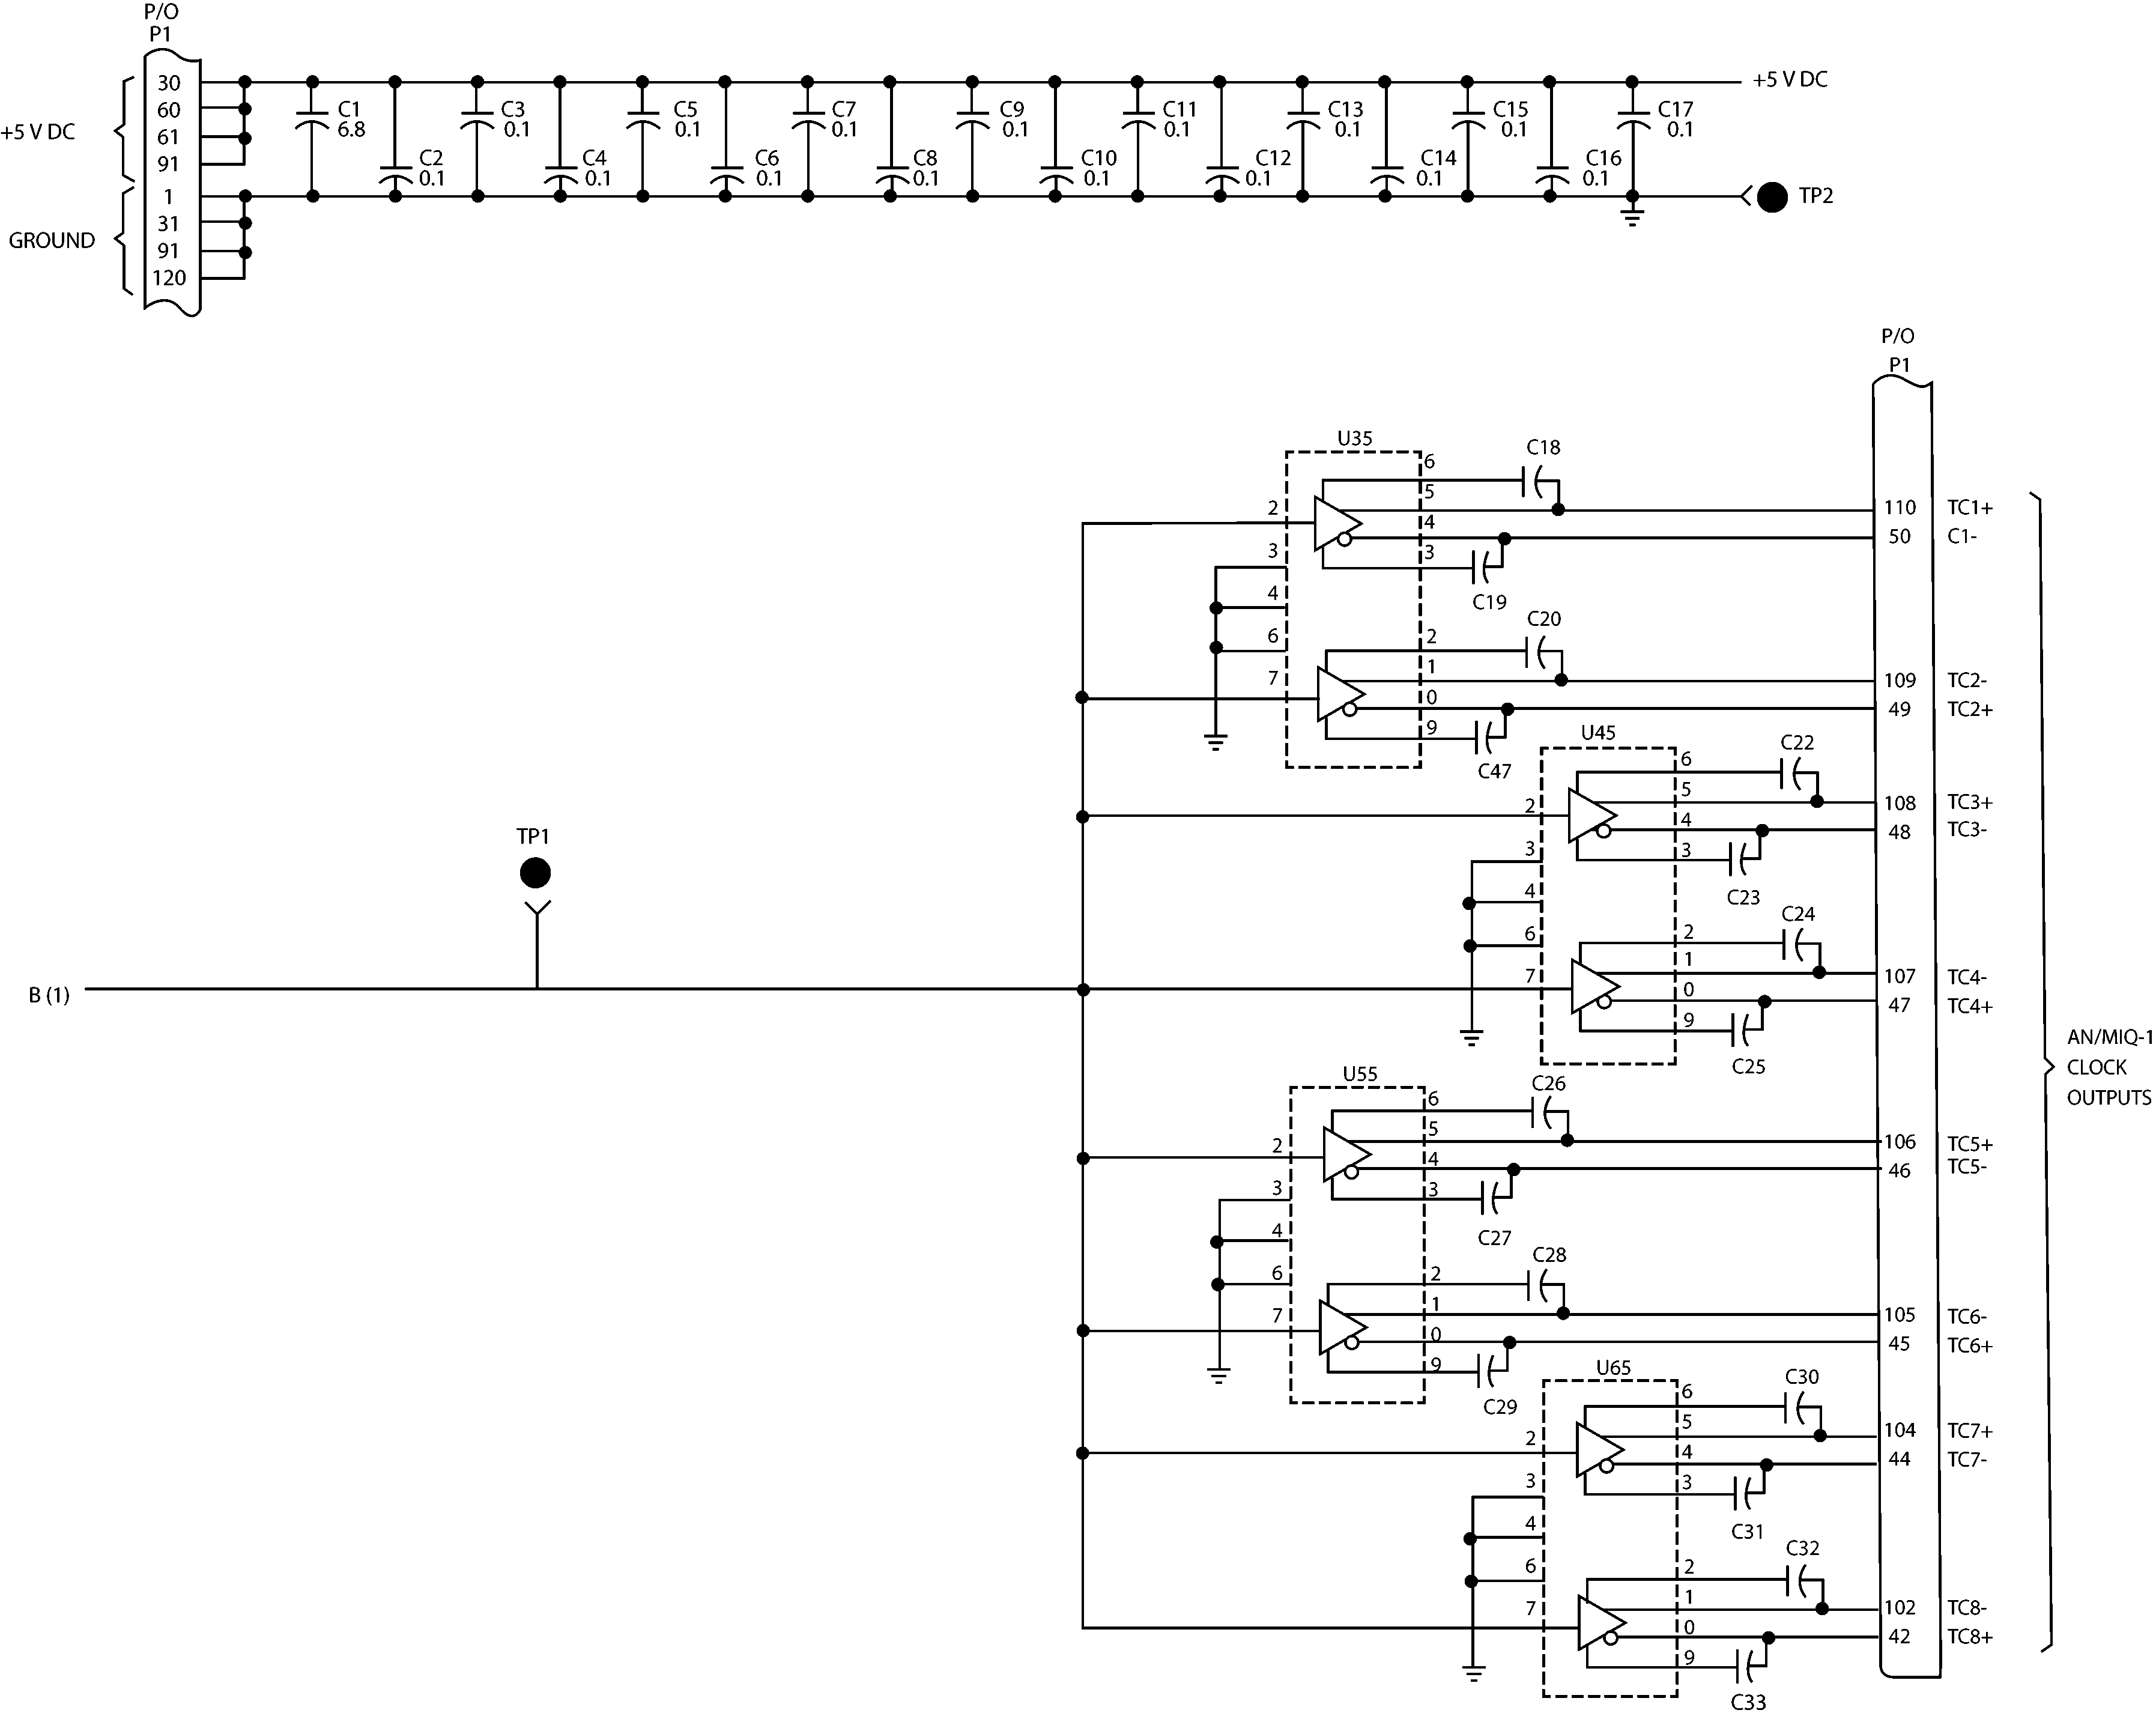 P/O
P1
30
60
61
91
1
31
91
120
+5 V DC
GROUND
C1
6.8
C2
0.1
C3
0.1
C4
0.1
C5
0.1
C6
0.1
C7
0.1
C8
0.1
C9
0.1
C10
0.1
C11
0.1
C12
0.1
C13
0.1
C14
0.1
C15
0.1
C16
0.1
C17
0.1
+5 V DC
TP2
P/O
P1
U35
2
3
4
6
7
6
5
4
3
2
1
0
9
C18
C19
C20
C47
110 TC1+
50 C1-
109 TC2-
49 TC2+
U45
2
3
4
6
7
6
5
4
3
2
1
0
9
C22
C23
C24
C25
108 TC3+
48 TC3-
107 TC4-
47 TC4+
TP1
B (1)
AN/MIQ-1
CLOCK
OUTPUTS
U55
2
3
4
6
7
6
5
4
3
2
1
0
9
C26
C27
C28
C29
106 TC5+
46 TC5-
105 TC6-
45 TC6+
U65
2
3
4
6
7
6
5
4
3
2
1
0
9
C30
C31
C32
C33
104 TC7+
44 TC7-
102 TC8-
42 TC8+